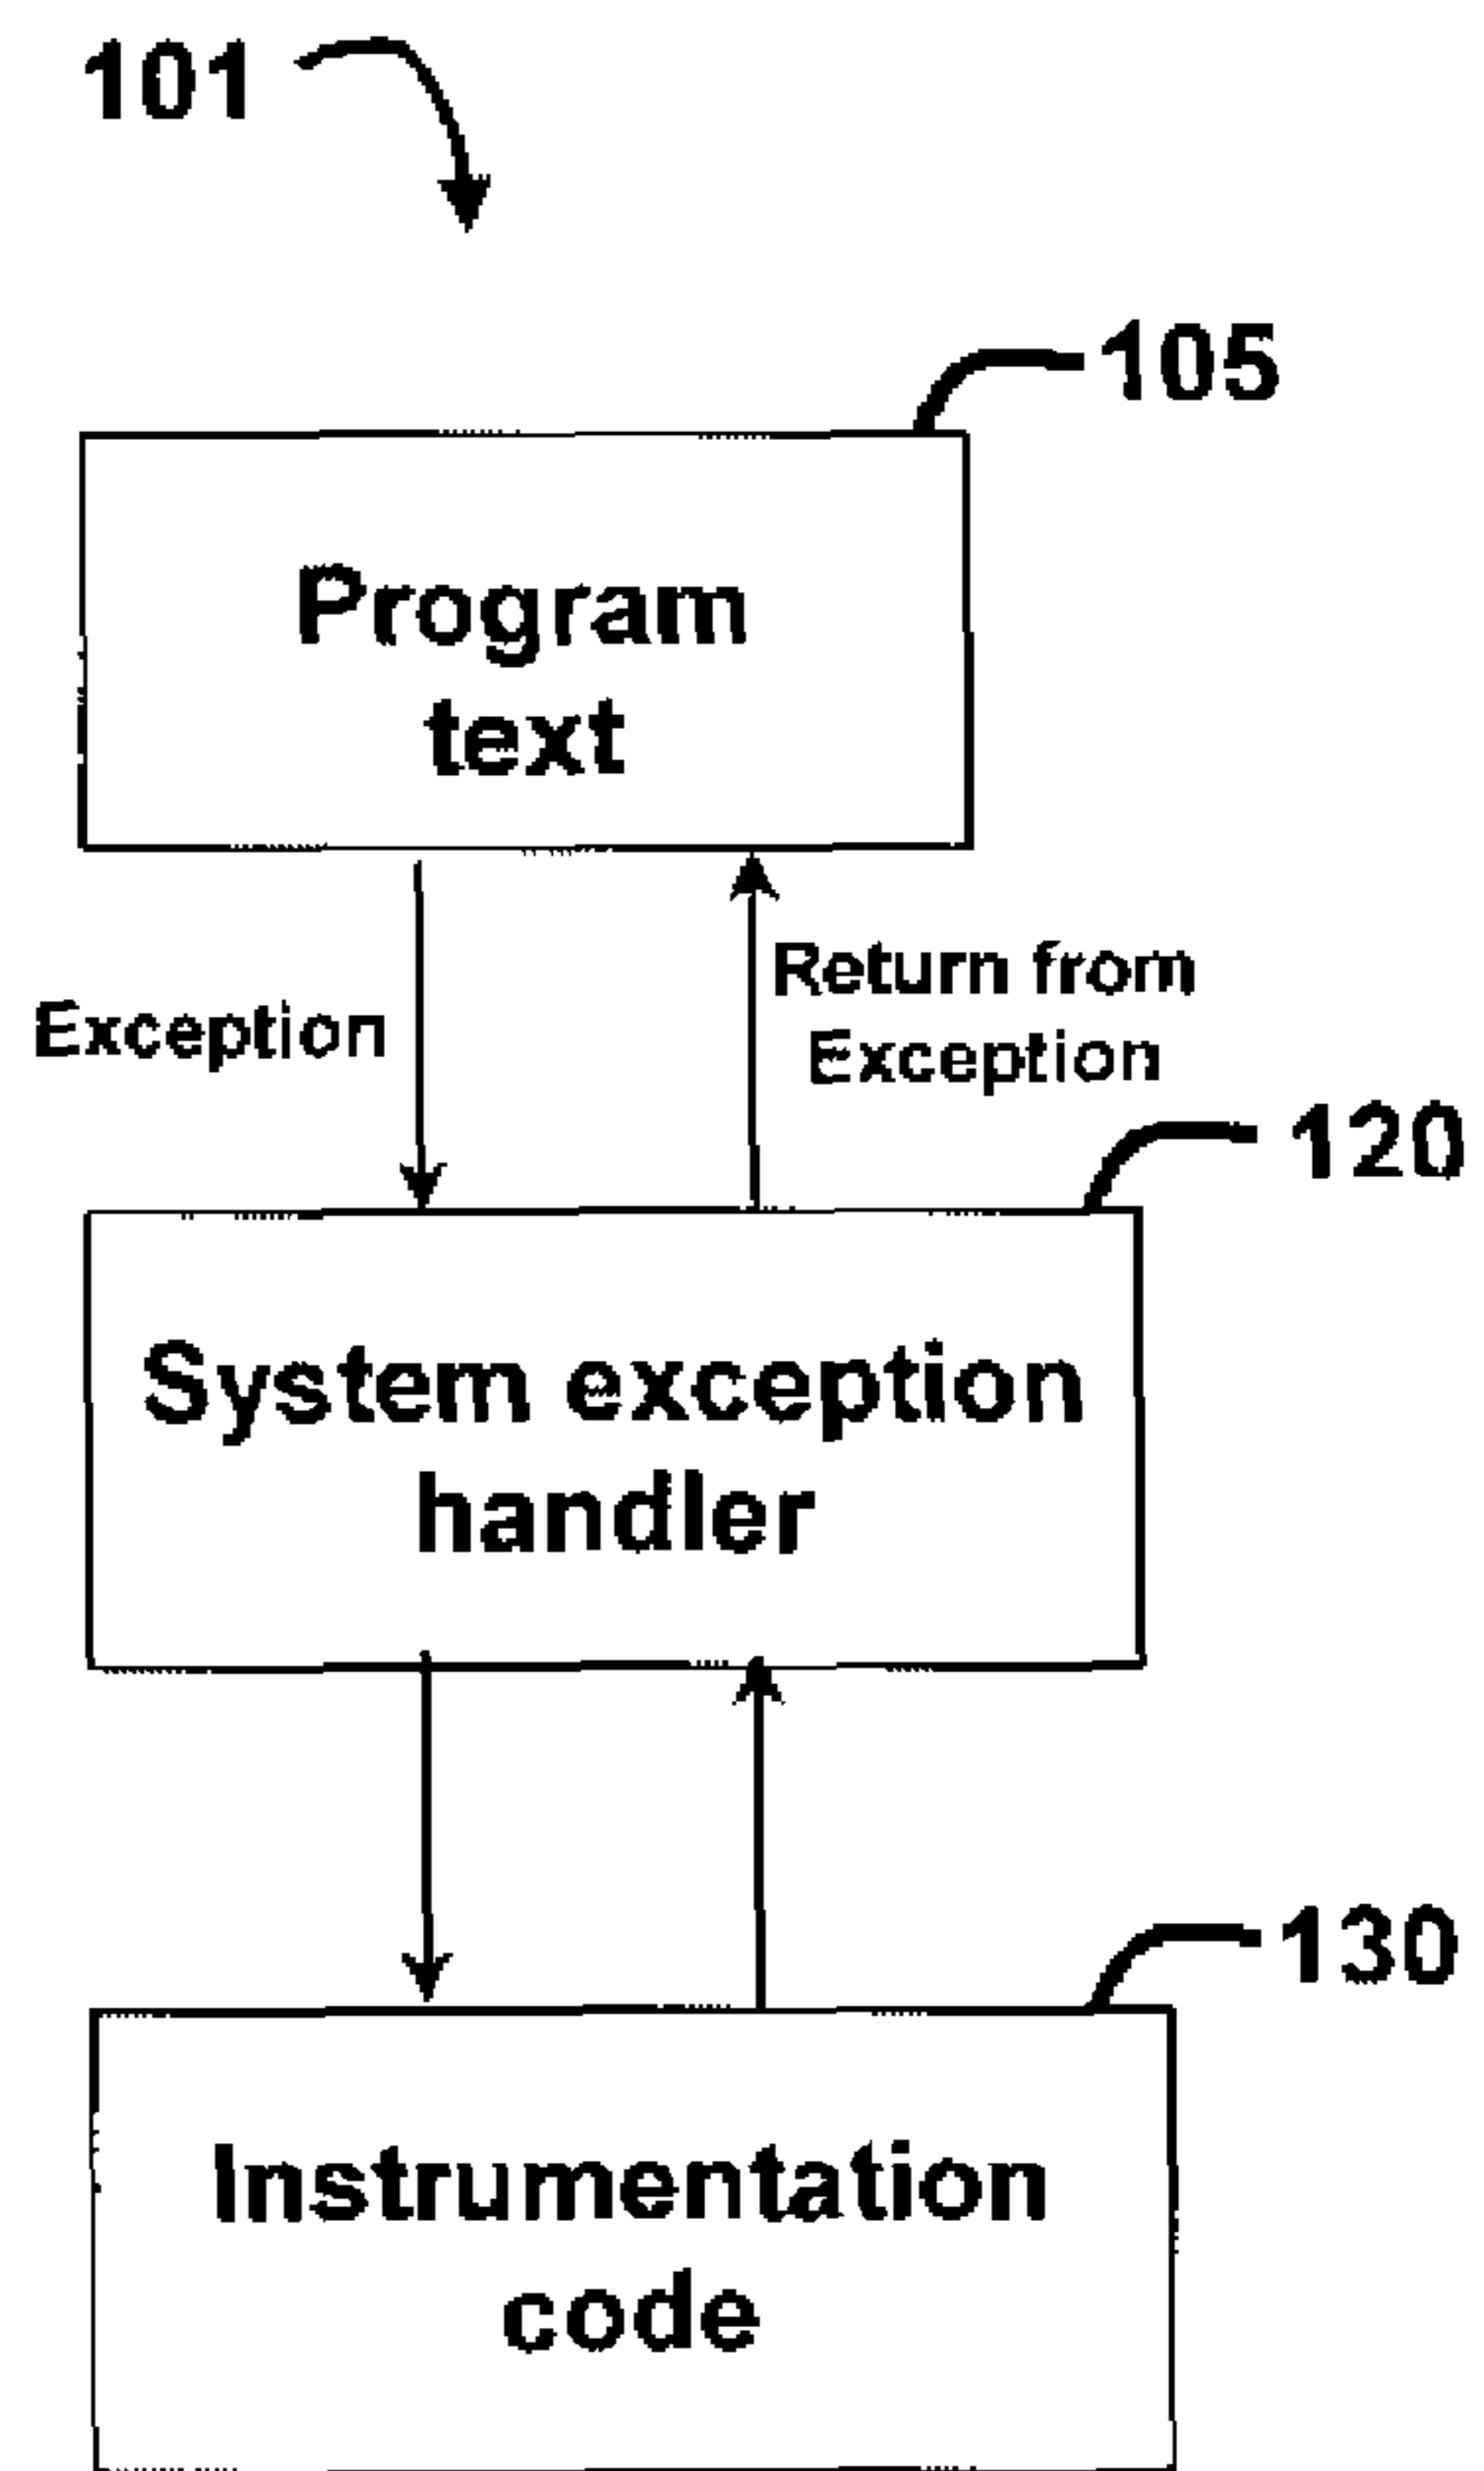 101
105
Program
text
Exception
Return from
Exception
120
System exception
handler
130
Instrumentation
code